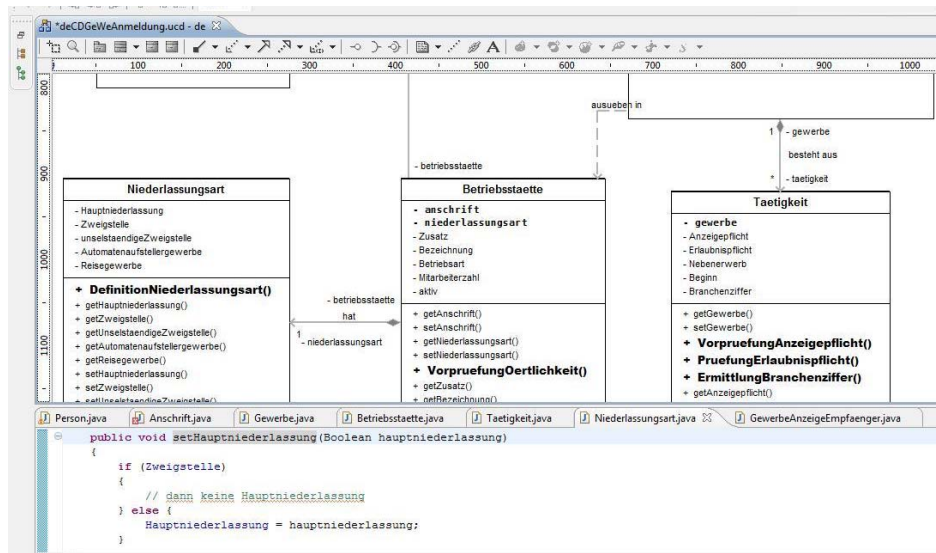 *deCDGeWeAnmeldung.ucd - de
100 200 300 400 500 600 700 800 900 1000
800
900
1000
1100
ausueben in
1 - gewerbe
besteht aus
* - taetigkeit
- betriebsstaette
Niederlassungsart
- Hauptniederlassung
- Zweigstelle
- unselstaendigeZweigstelle
- Automatenaufstellergewerbe
- Reisegewerbe
+ DefinitionNiederlassungsart()
+ getHauptniederlassung()
+ getZweigstelle()
+ getUnselstaendigeZweigstelle()
+ getAutomatenaufstellergewerbe()
+ getReisegewerbe()
+ setHauptniederlassung()
+ setZweigstelle()
+ setUnselstaendigeZweigstelle()
- betriebsstaette
hat
1
- niederlassungsart
Betriebsstaette
- anschrift
- niederlassungsart
- Zusatz
- Bezeichnung
- Betriebsart
- Mitarbeiterzahl
- aktiv
+ getAnschrift()
+ setAnschrift()
+ getNiederlassungsart()
+ setNiederlassungsart()
+ VorpruefungOertlichkeit()
+ getZusatz()
+ getBezeichnung()
Taetigkeit
- gewerbe
- Anzeigepflicht
- Erlaubnispflicht
- Nebenerwerb
- Beginn
- Branchenziffer
+ getGewerbe()
+ setGewerbe()
+ VorpruefungAnzeigepflicht()
+ PruefungErlaubnispflicht()
+ ErmittlungBranchenziffer()
+ getAnzeigepflicht()
Person.java Anschrift.java Gewerbe.java Betriebsstaette.java Taetigkeit.java Niederlassungsart.java GewerbeAnzeigeEmpfaenger.java
public void setHauptniederlassung(Boolean hauptniederlassung)
{
if (Zweigstelle)
{
// dann keine Hauptniederlassung
} else {
Hauptniederlassung = hauptniederlassung;
}